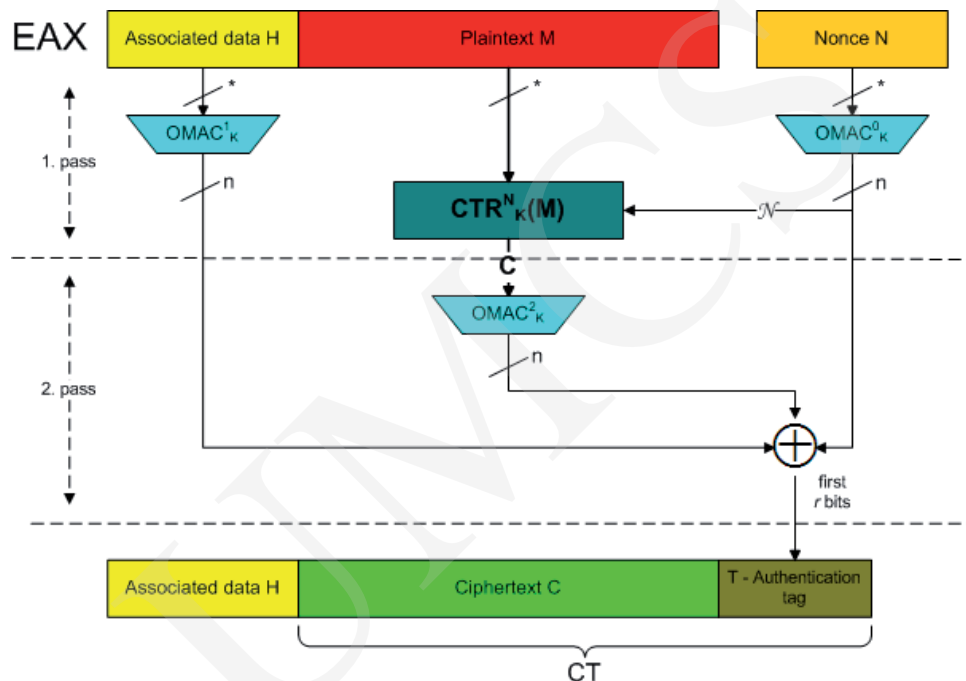 EAX
Associated data H
Plaintext M
Nonce N
*
*
*
OMAC¹K
OMAC⁰K
1. pass
n
n
CTRᴺK(M)
𝒩
C
OMAC²K
n
2. pass
first
r bits
Associated data H
Ciphertext C
T - Authentication
tag
CT
UMCS